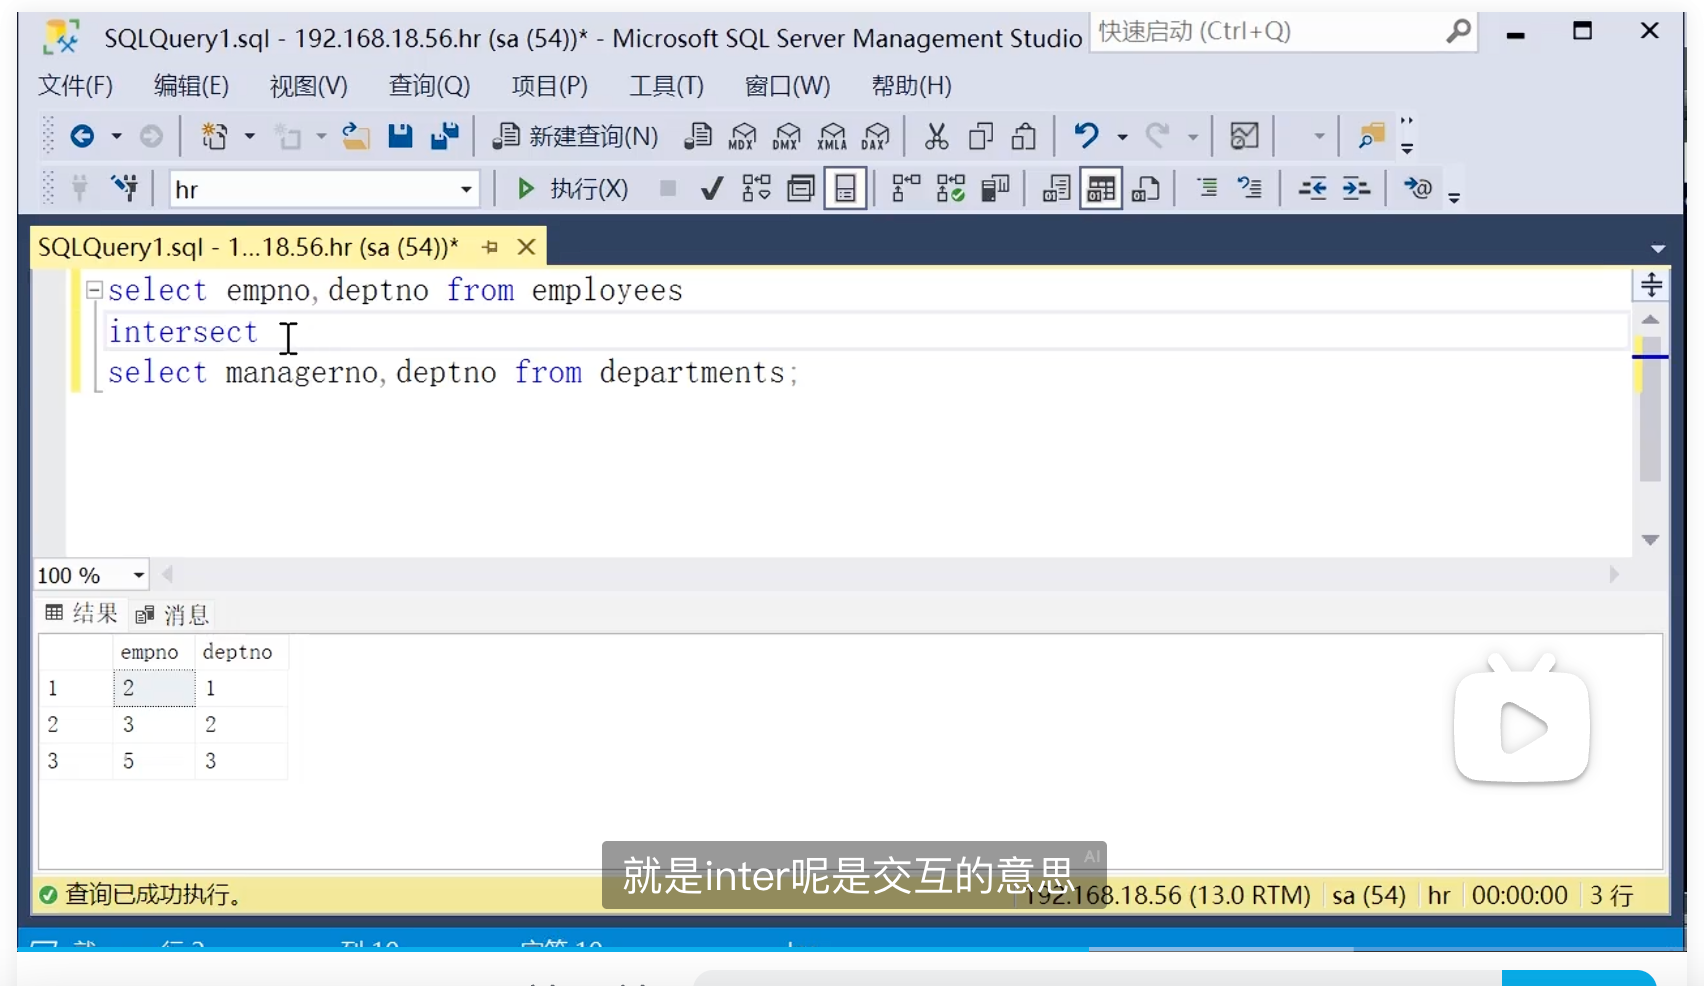 SQLQuery1.sql - 192.168.18.56.hr (sa (54))* - Microsoft SQL Server Management Studio
快速启动 (Ctrl+Q)
文件(F) 编辑(E) 视图(V) 查询(Q) 项目(P) 工具(T) 窗口(W) 帮助(H)
新建查询(N) MDX DMX XMLA DAX
hr 执行(X)
SQLQuery1.sql - 1...18.56.hr (sa (54))*
select empno,deptno from employees
intersect
select managerno,deptno from departments;
100 %
结果 消息
empno deptno
1 2 1
2 3 2
3 5 3
就是inter呢是交互的意思
AI
查询已成功执行。
192.168.18.56 (13.0 RTM) sa (54) hr 00:00:00 3 行